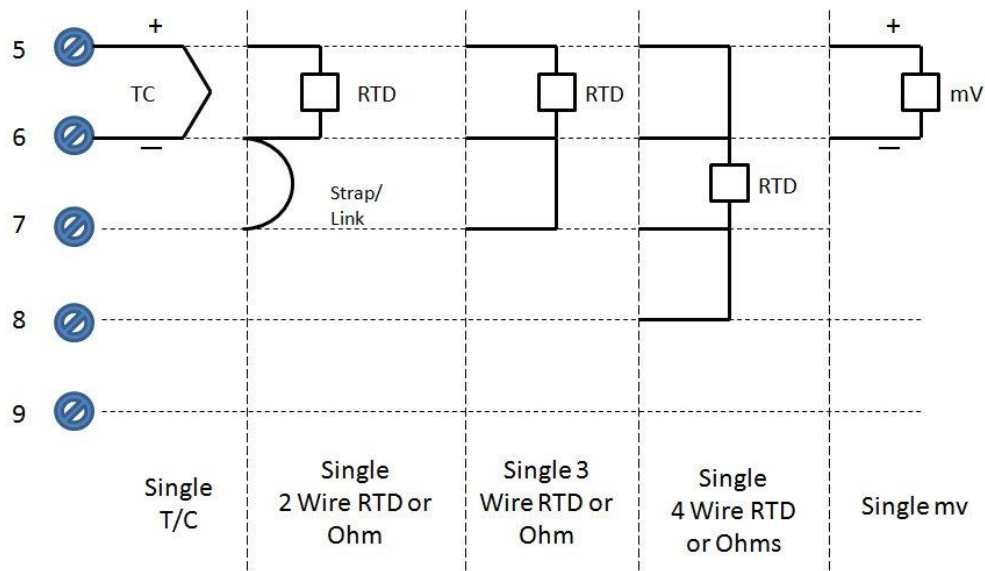 +
+
5
TC
RTD
RTD
mV
6
—
—
RTD
Strap/
Link
7
8
9
Single
T/C
Single
2 Wire RTD or
Ohm
Single 3
Wire RTD or
Ohm
Single
4 Wire RTD
or Ohms
Single mv